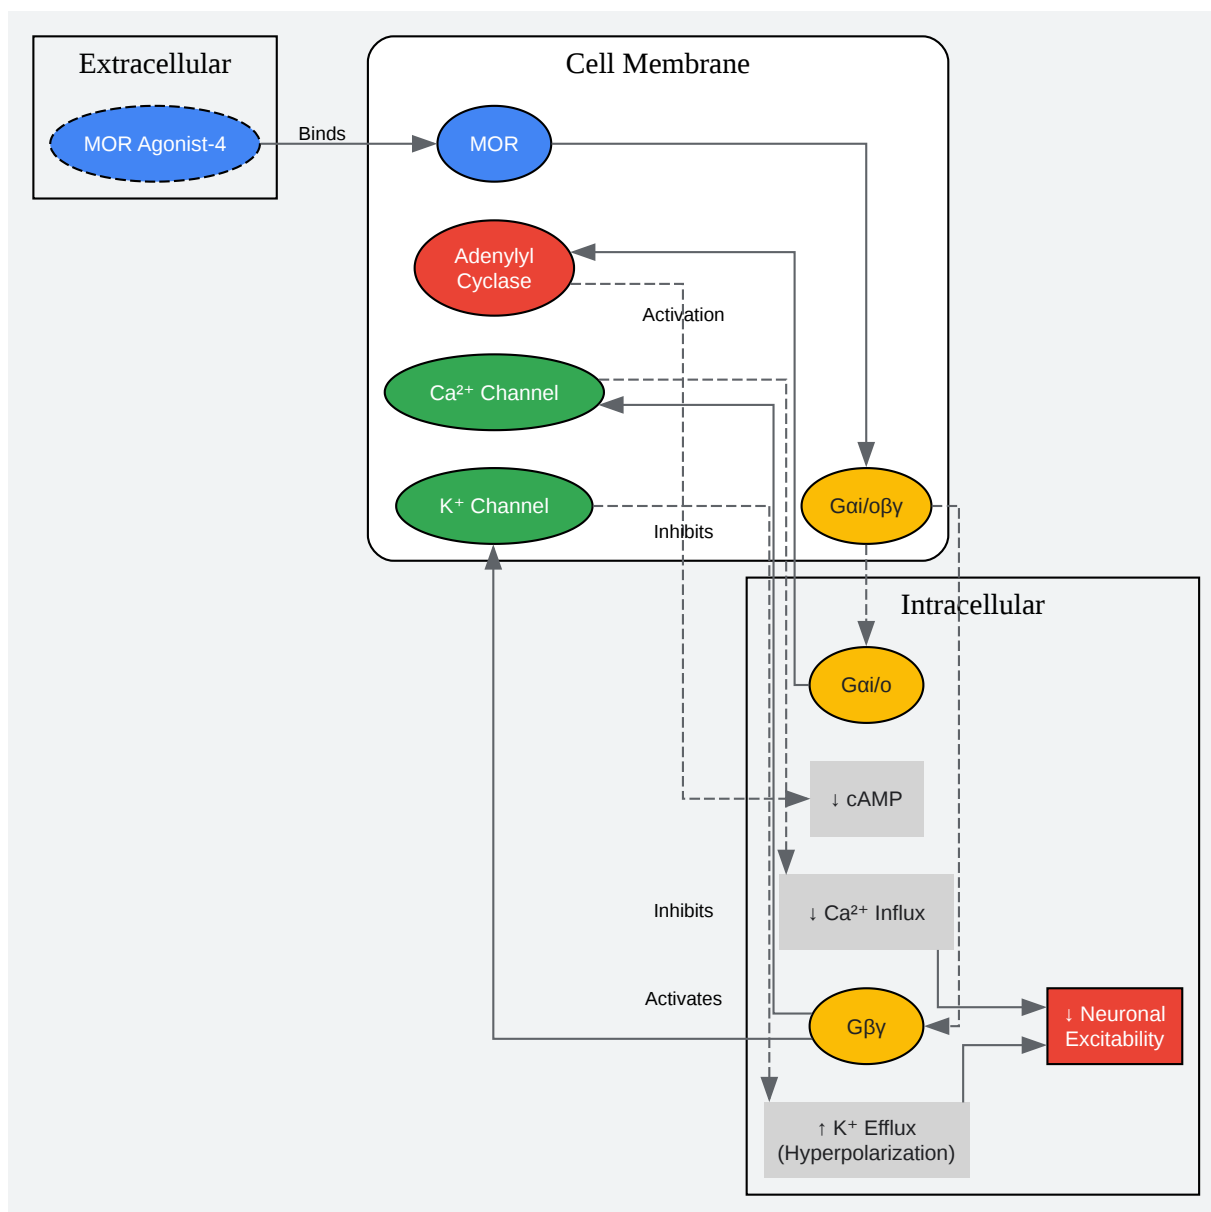 Extracellular
Cell Membrane
MOR Agonist-4
Binds
MOR
Adenylyl
Cyclase
Activation
Ca²⁺ Channel
K⁺ Channel
Inhibits
Gαi/oβγ
Intracellular
Gαi/o
↓ cAMP
Inhibits
↓ Ca²⁺ Influx
Activates
Gβγ
↓ Neuronal
Excitability
↑ K⁺ Efflux
(Hyperpolarization)